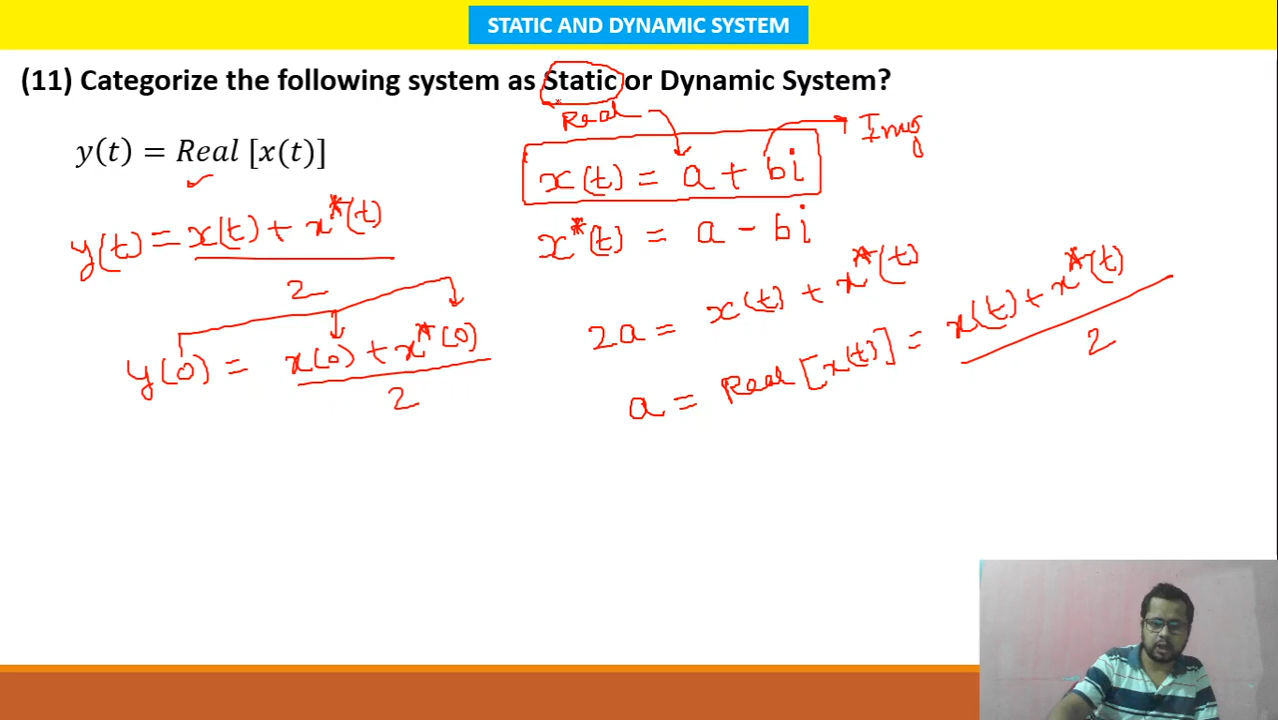 STATIC AND DYNAMIC SYSTEM
(11) Categorize the following system as Static or Dynamic System?
Real
Img
y(t) = Real [x(t)]
x(t) = a + bi
y(t) = x(t) + x*(t)
2
x*(t) = a - bi
2a = x(t) + x*(t)
y(0) = x(0) + x*(0)
2
a = Real [x(t)] = x(t) + x*(t)
2